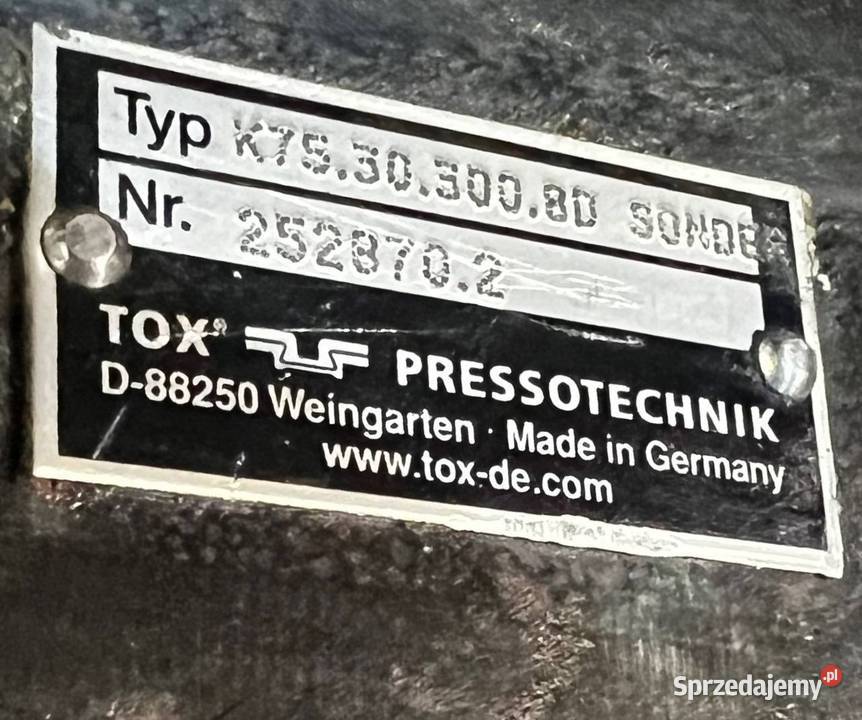 Typ K75.30.300.80 SONDER
Nr. 252870.2
TOX® PRESSOTECHNIK
D-88250 Weingarten · Made in Germany
www.tox-de.com
Sprzedajemy.pl